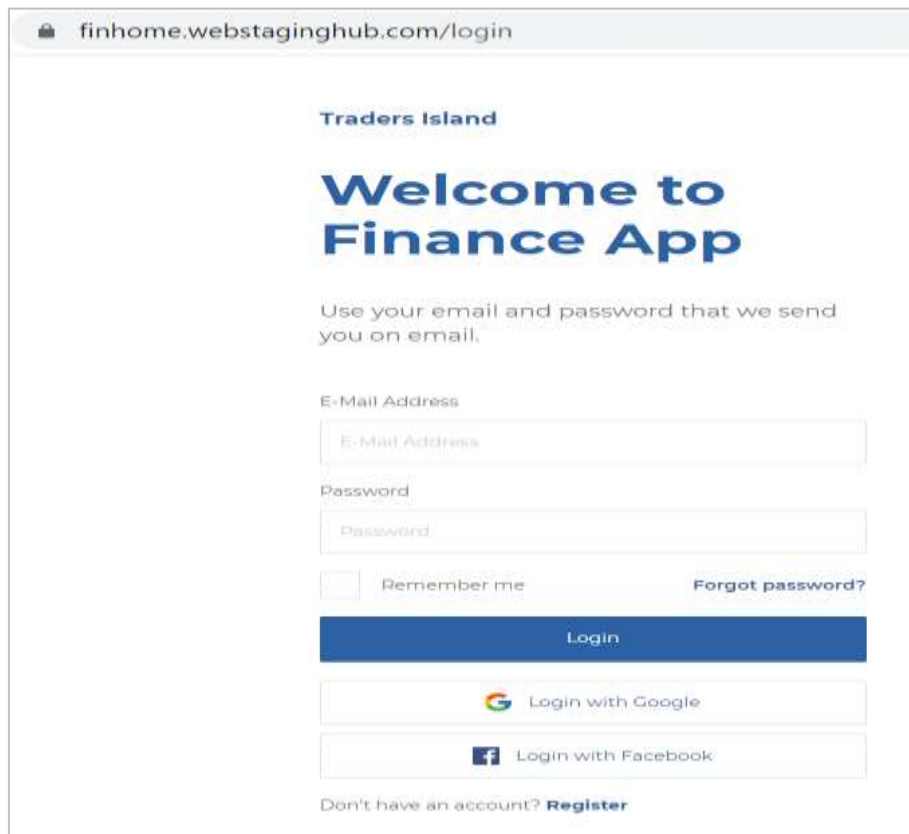 finhome.webstaginghub.com/login
Traders Island
Welcome to
Finance App
Use your email and password that we send
you on email.
E-Mail Address
E-Mail Address
Password
Password
Remember me Forgot password?
Login
Login with Google
Login with Facebook
Don't have an account? Register